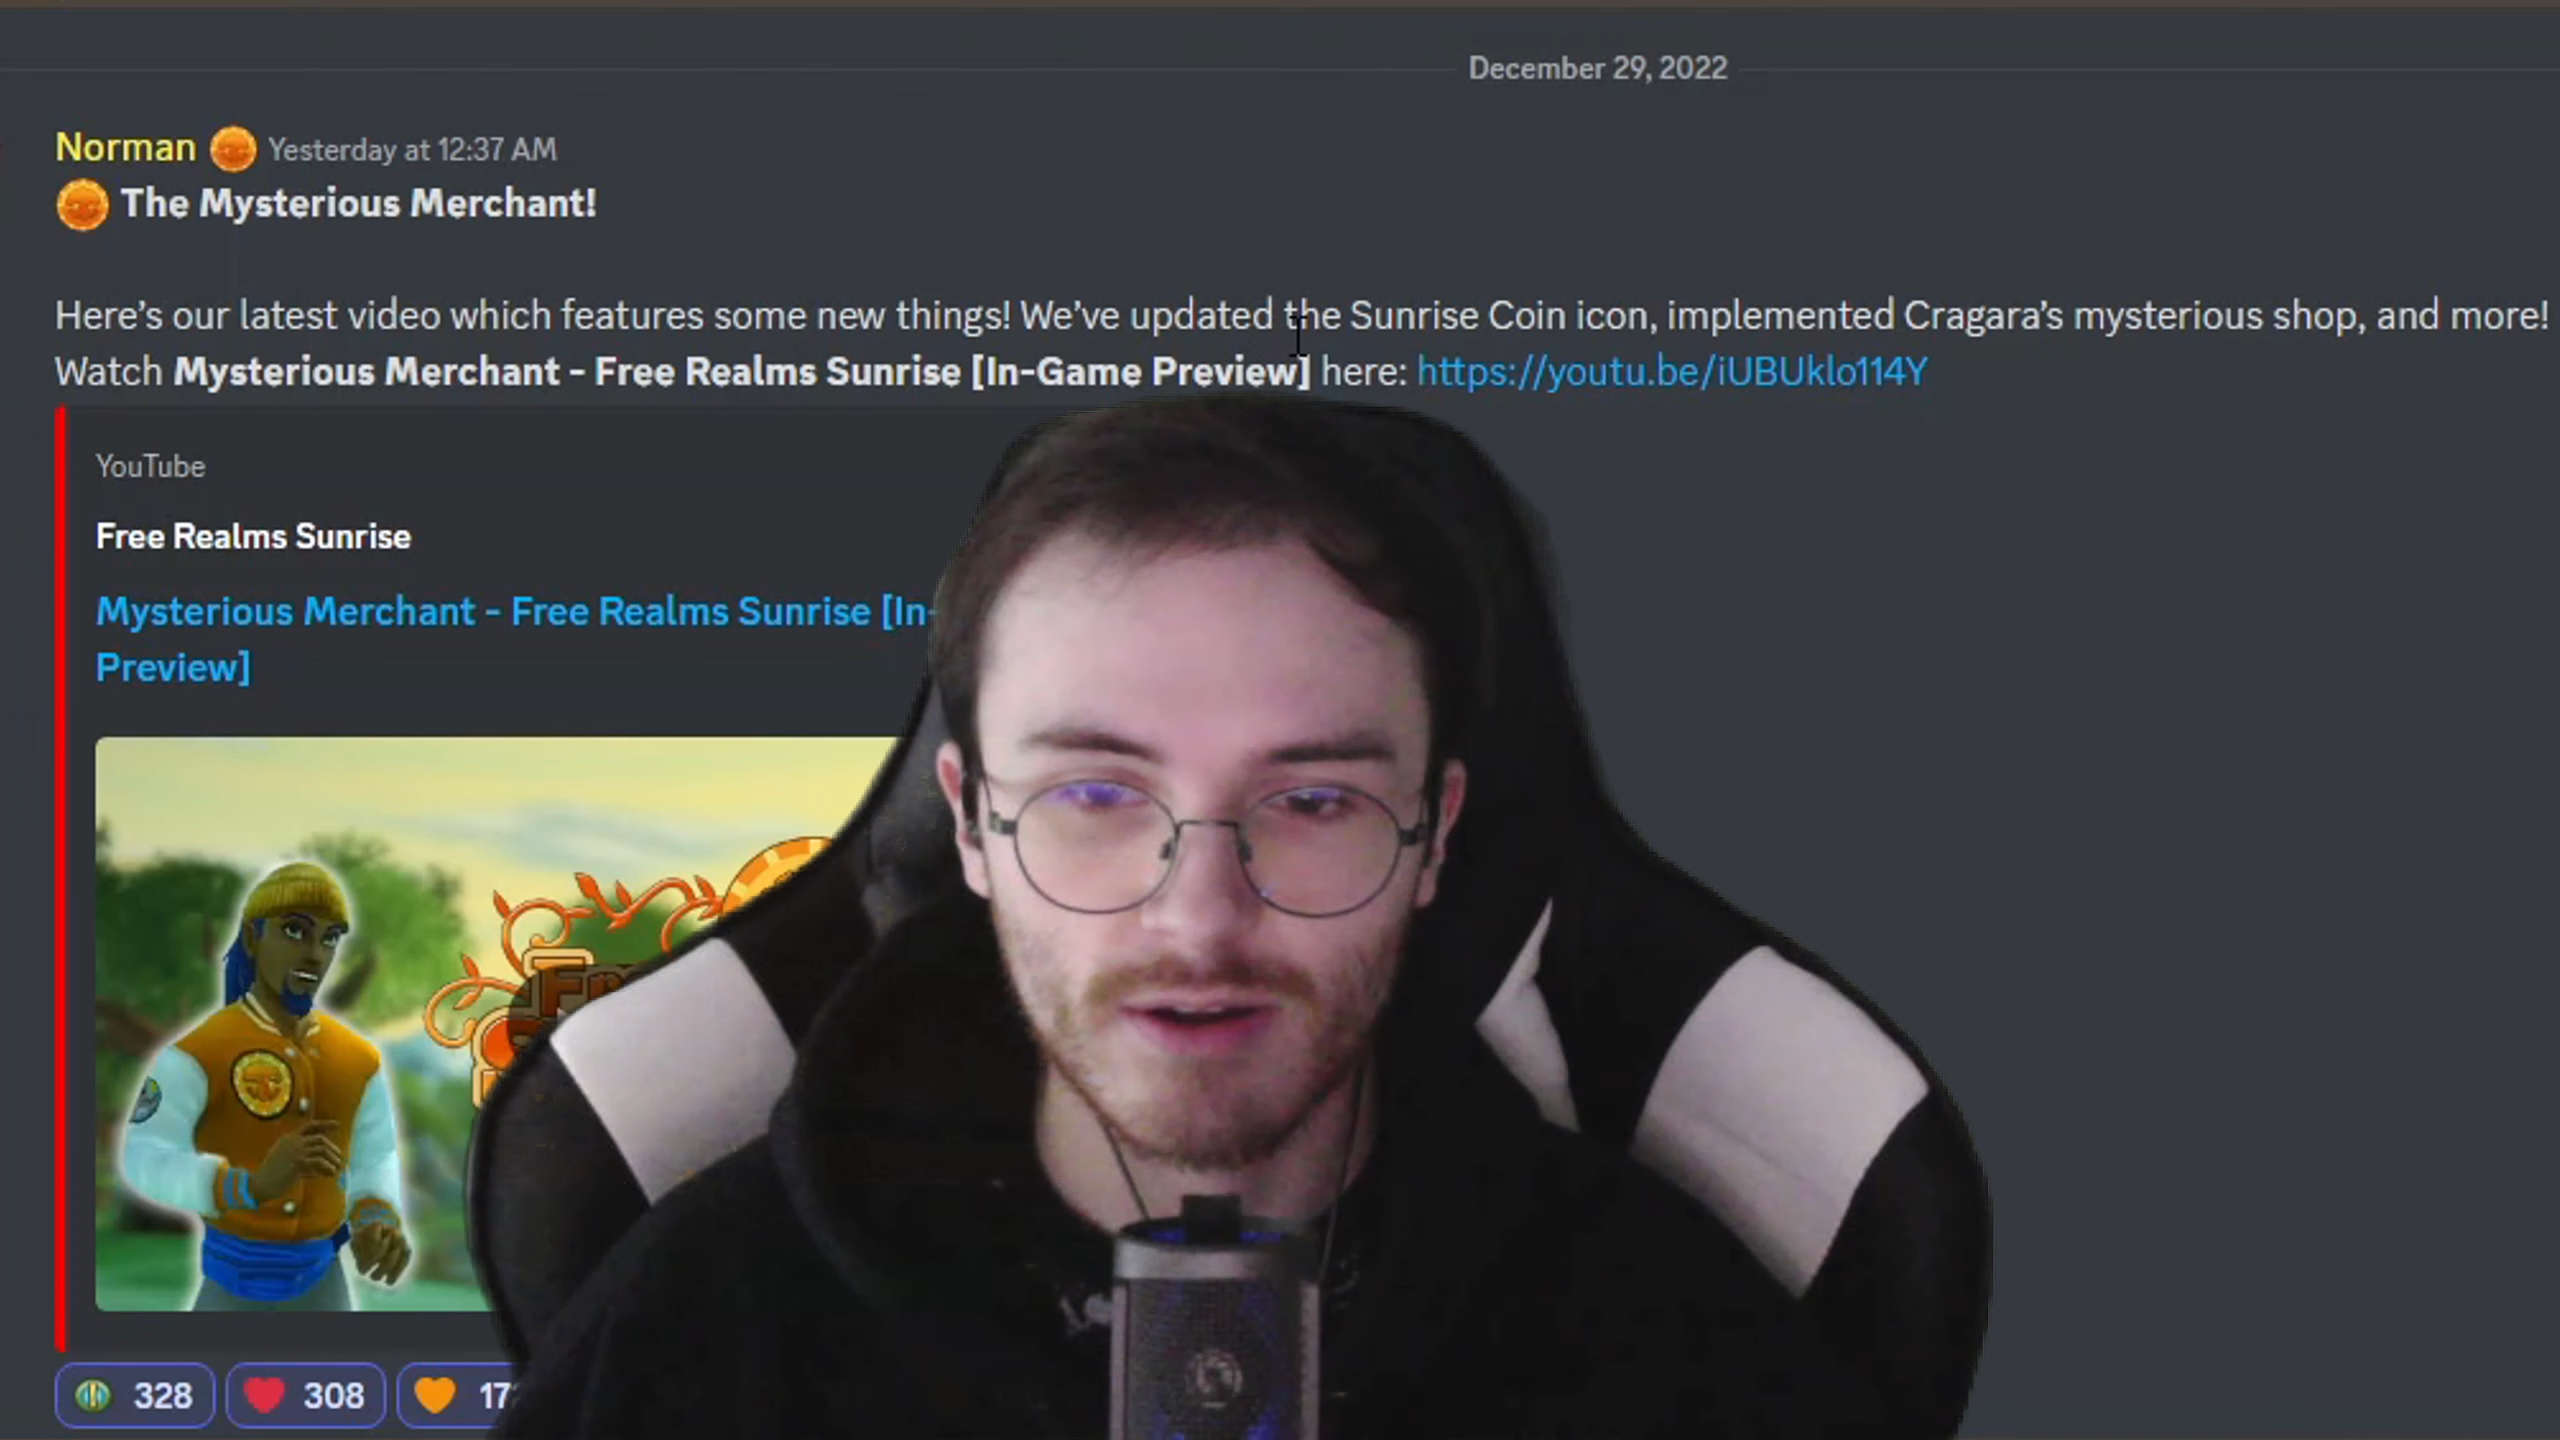 December 29, 2022
Norman Yesterday at 12:37 AM
The Mysterious Merchant!
Here’s our latest video which features some new things! We’ve updated the Sunrise Coin icon, implemented Cragara’s mysterious shop, and more!
Watch Mysterious Merchant - Free Realms Sunrise [In-Game Preview] here: https://youtu.be/iUBUklo114Y
YouTube
Free Realms Sunrise
Mysterious Merchant - Free Realms Sunrise [In-
Preview]
328 308